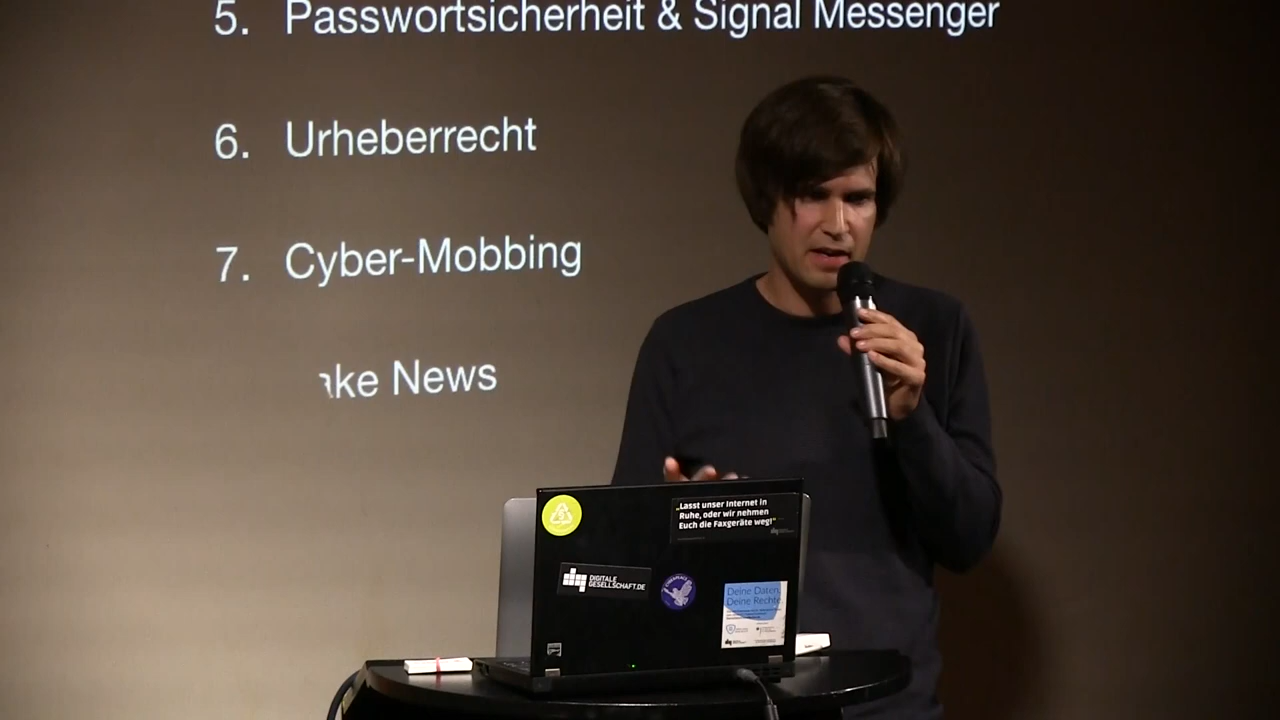 5. Passwortsicherheit & Signal Messenger
6. Urheberrecht
7. Cyber-Mobbing
ake News
„Lasst unser Internet in
Ruhe, oder wir nehmen
Euch die Faxgeräte weg!"
DIGITALE
GESELLSCHAFT.DE
Deine Daten,
Deine Rechte